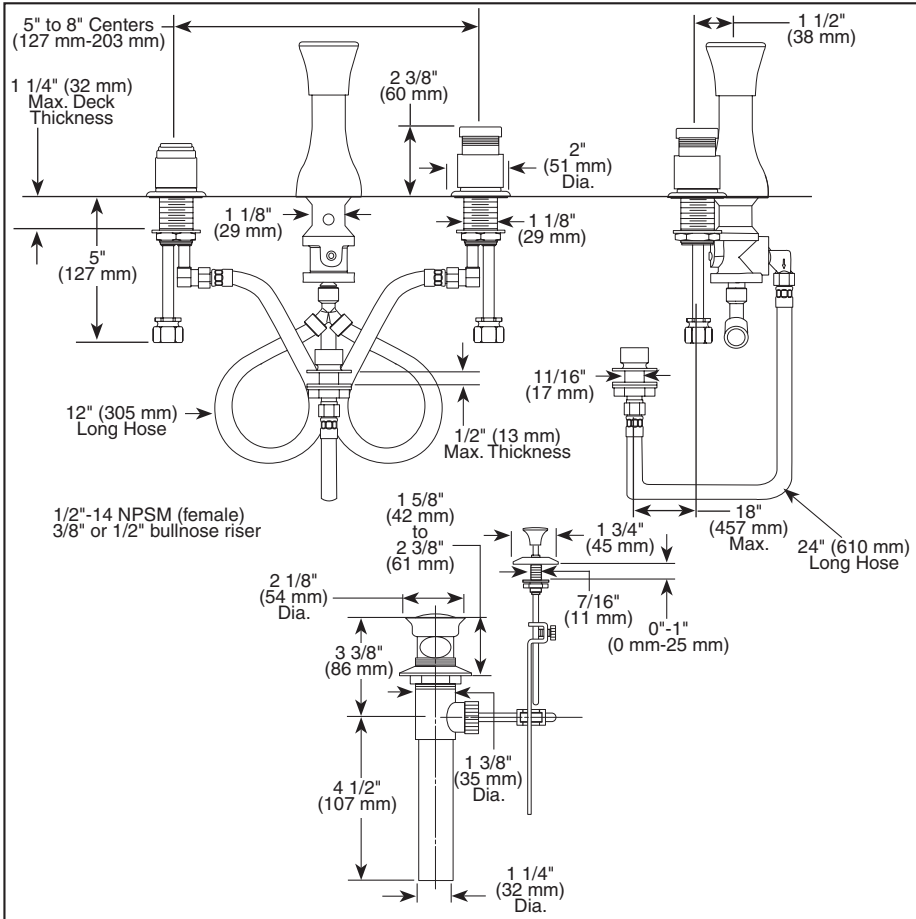 5" to 8" Centers
(127 mm-203 mm)
1 1/2"
(38 mm)
1 1/4" (32 mm)
Max. Deck
Thickness
2 3/8"
(60 mm)
2"
(51 mm)
Dia.
1 1/8"
(29 mm)
1 1/8"
(29 mm)
5"
(127 mm)
12" (305 mm)
Long Hose
1/2" (13 mm)
Max. Thickness
11/16"
(17 mm)
18"
(457 mm)
Max.
24" (610 mm)
Long Hose
1/2"-14 NPSM (female)
3/8" or 1/2" bullnose riser
1 5/8"
(42 mm)
to
2 3/8"
(61 mm)
1 3/4"
(45 mm)
7/16"
(11 mm)
0"-1"
(0 mm-25 mm)
2 1/8"
(54 mm)
Dia.
3 3/8"
(86 mm)
4 1/2"
(107 mm)
1 3/8"
(35 mm)
Dia.
1 1/4"
(32 mm)
Dia.